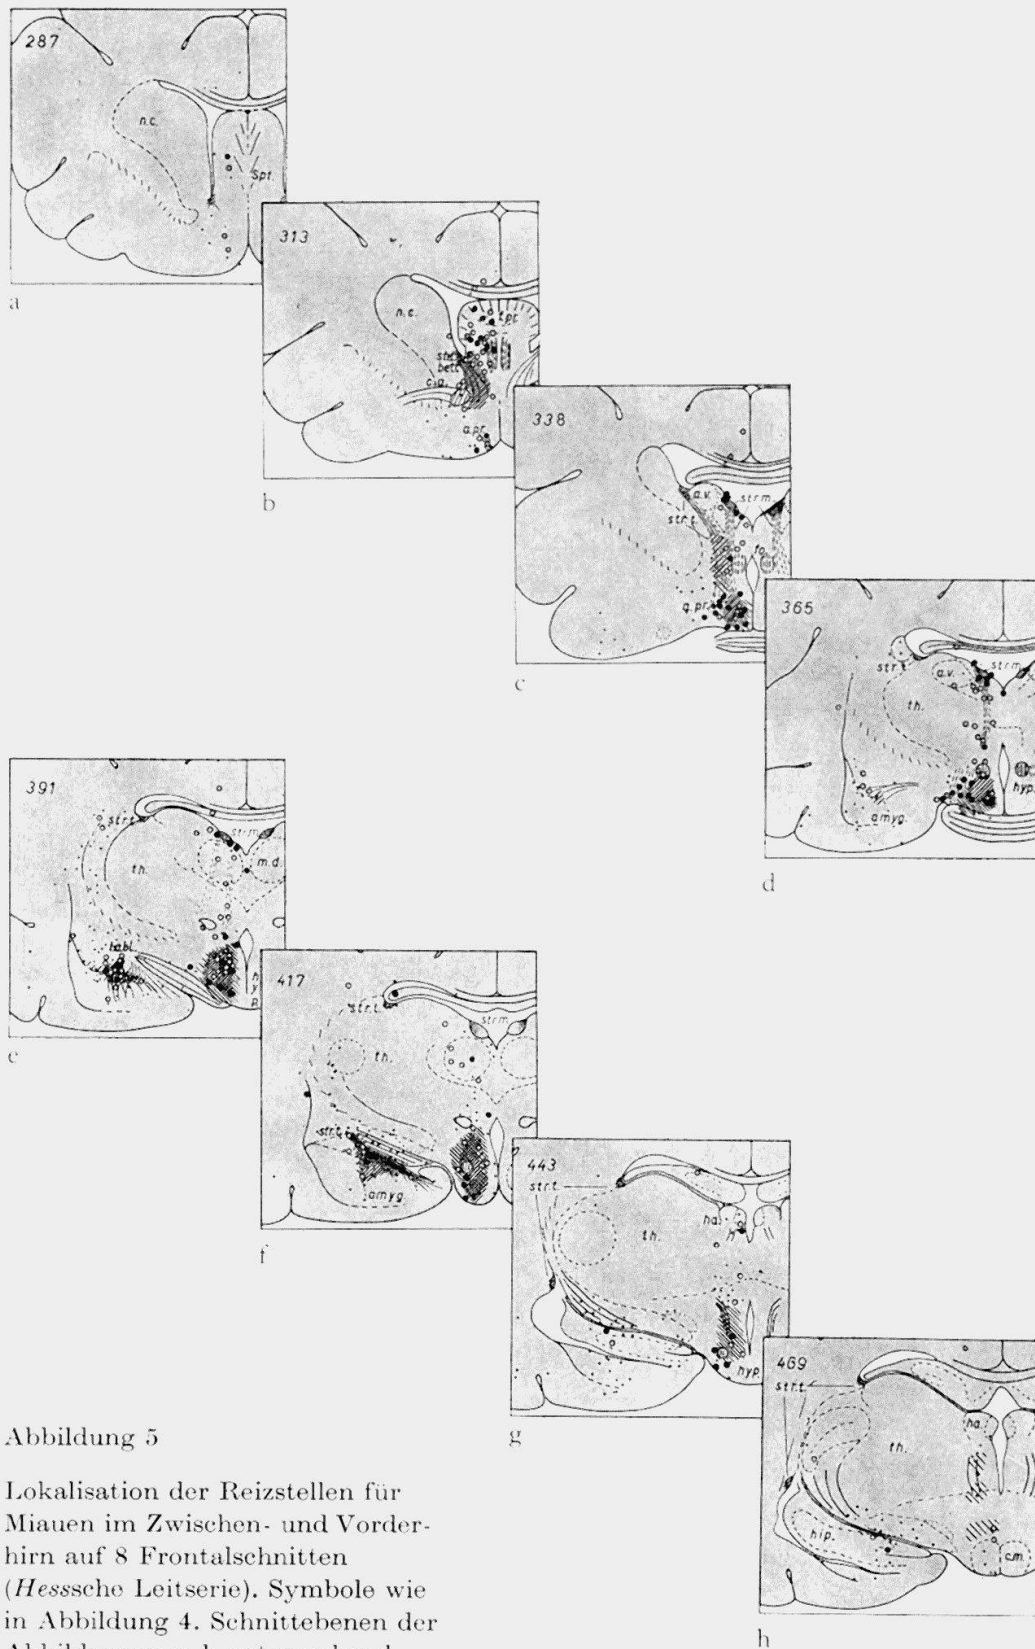 287
n.c.
Spt.
a
313
n.c.
c.a.
a.pr.
b
338
a.v. str.m.
str.t.
fo.
a.pr.
c
365
str.t. str.m.
a.v.
th.
hyp.
amyg.
d
391
str.t. str.m.
th. m.d.
e
417
str.t.
str.m.
th.
str.t.
amyg.
f
443
str.t.
ha.
th.
hyp.
g
469
str.t.
ha.
th.
hip.
c.m.
h
Abbildung 5
Lokalisation der Reizstellen für
Miauen im Zwischen- und Vorder-
hirn auf 8 Frontalschnitten
(Hesssche Leitserie). Symbole wie
in Abbildung 4. Schnittebenen der